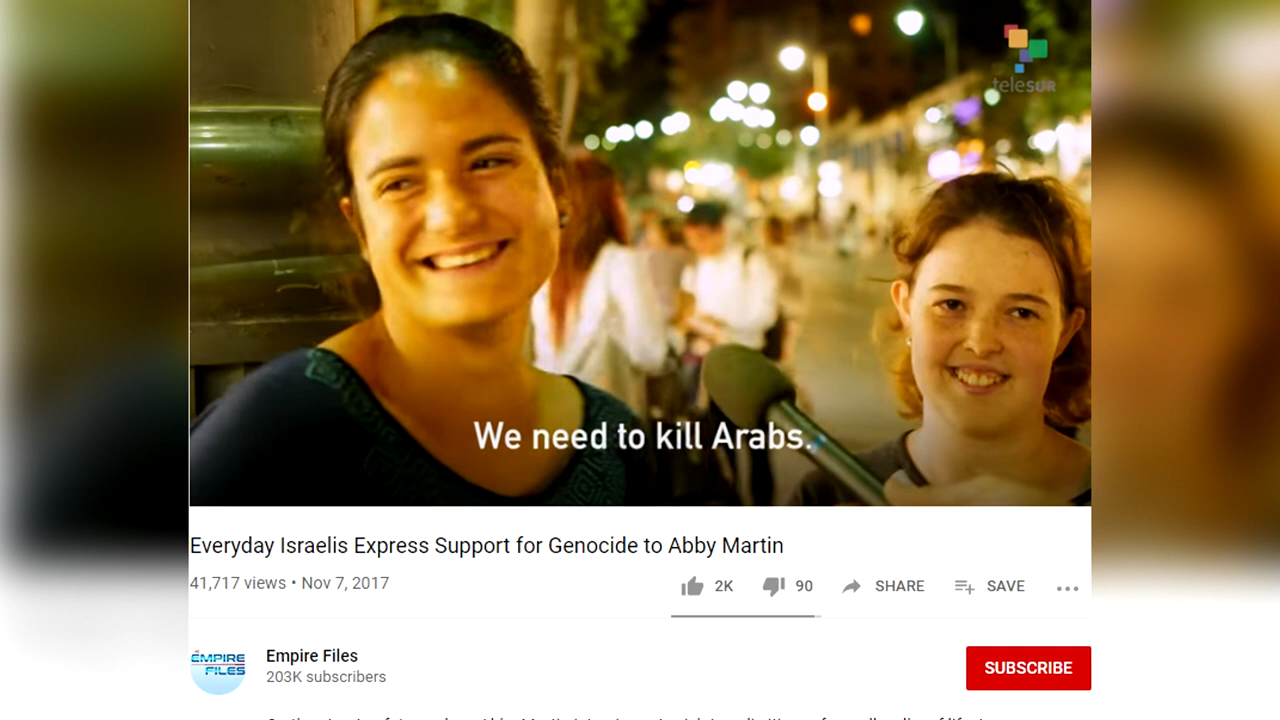 telesUR
We need to kill Arabs.
Everyday Israelis Express Support for Genocide to Abby Martin
41,717 views • Nov 7, 2017
2K
90
SHARE
SAVE
EMPIRE
FILES
Empire Files
203K subscribers
SUBSCRIBE